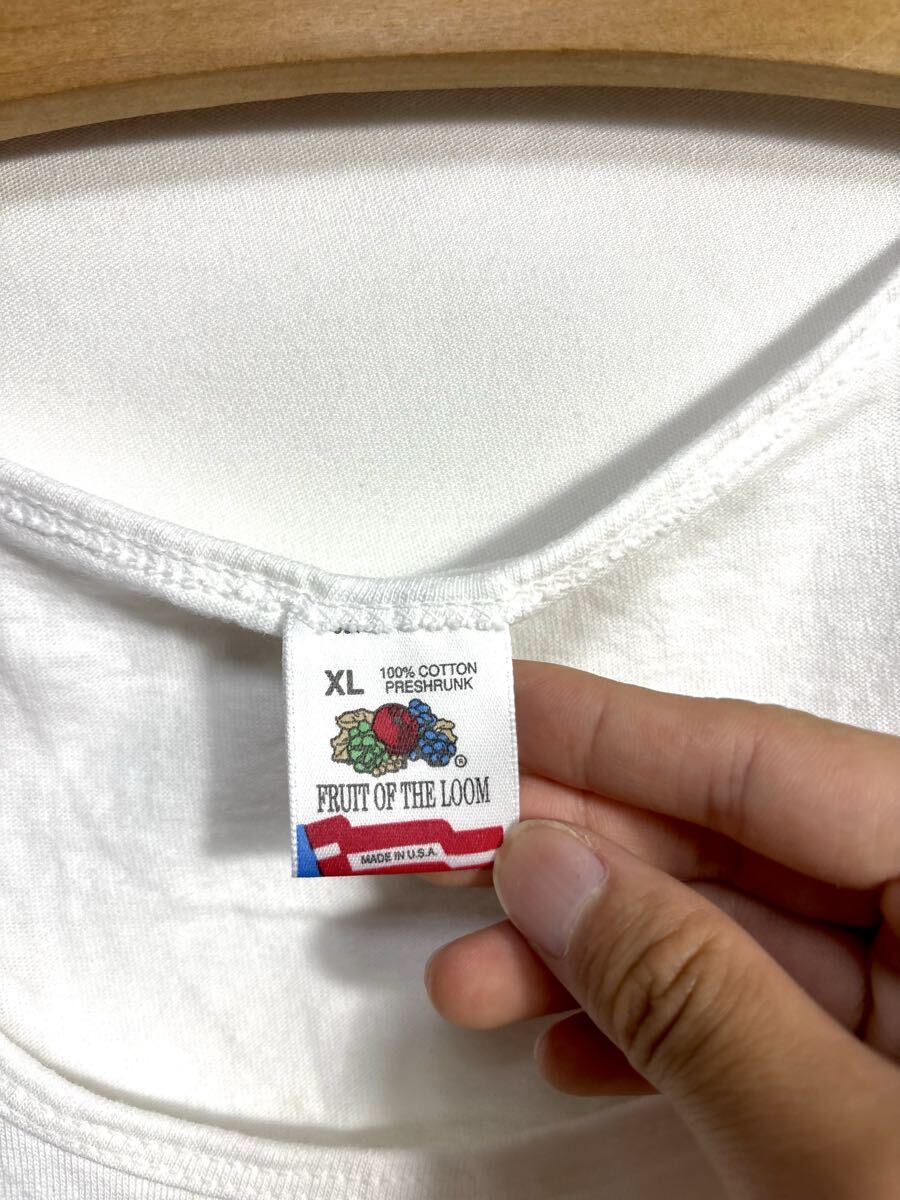 XL
100% COTTON
PRESHRUNK
®
FRUIT OF THE LOOM
MADE IN U.S.A.